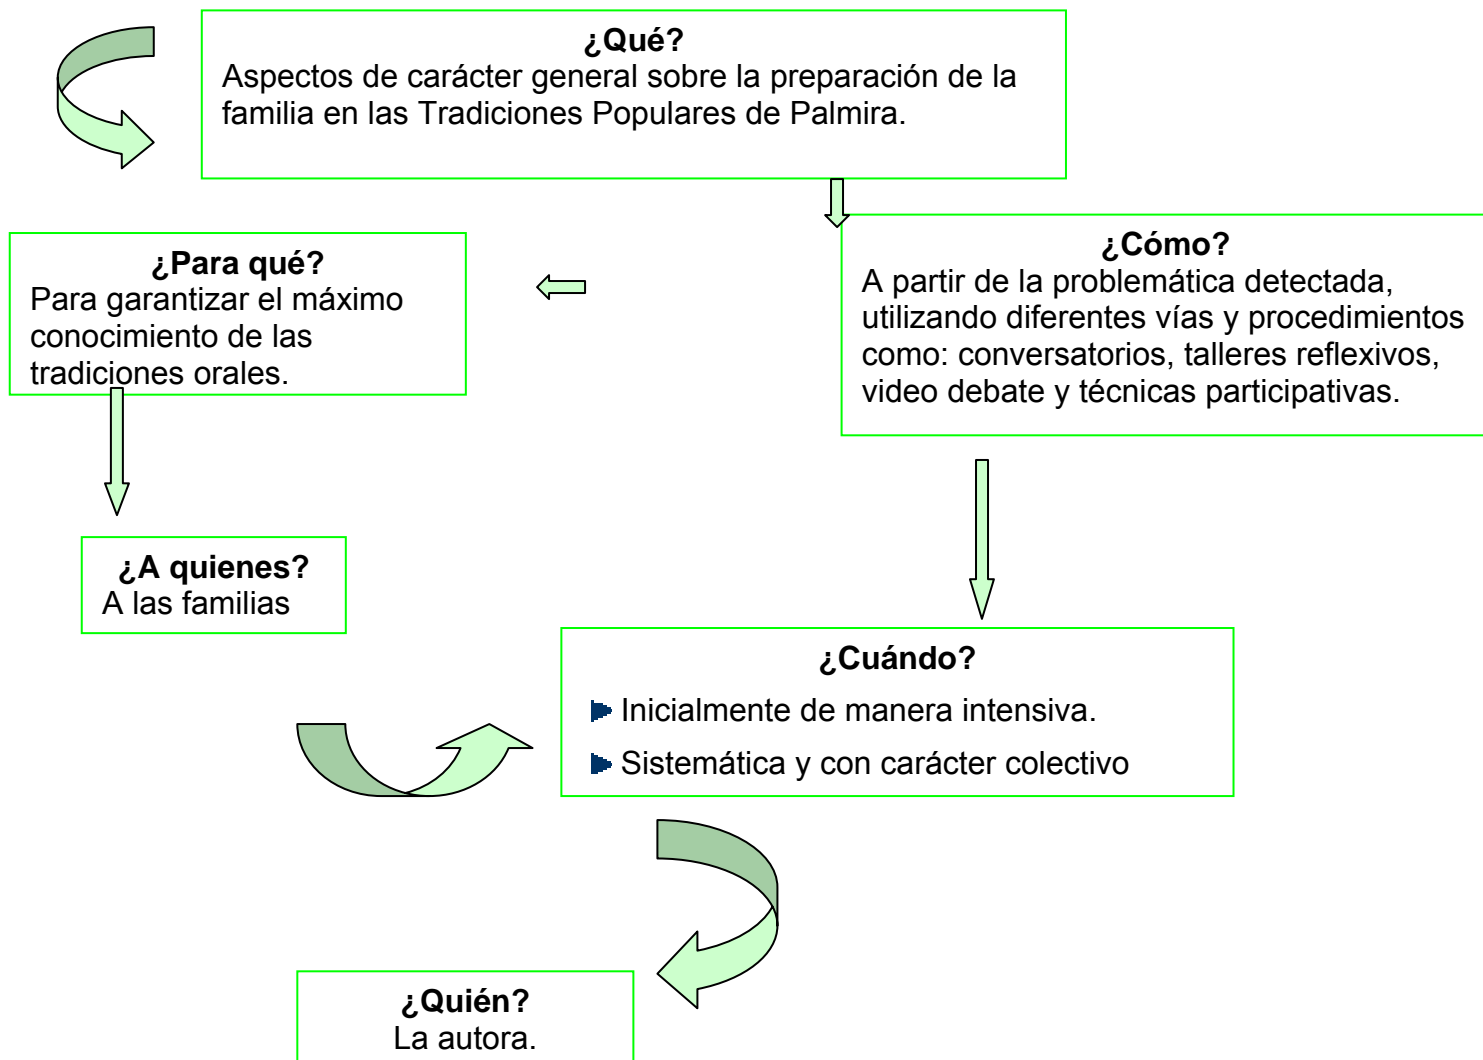 ¿Qué?
Aspectos de carácter general sobre la preparación de la
familia en las Tradiciones Populares de Palmira.
¿Para qué?
Para garantizar el máximo
conocimiento de las
tradiciones orales.
¿Cómo?
A partir de la problemática detectada,
utilizando diferentes vías y procedimientos
como: conversatorios, talleres reflexivos,
video debate y técnicas participativas.
¿A quienes?
A las familias
¿Cuándo?
Inicialmente de manera intensiva.
Sistemática y con carácter colectivo
¿Quién?
La autora.